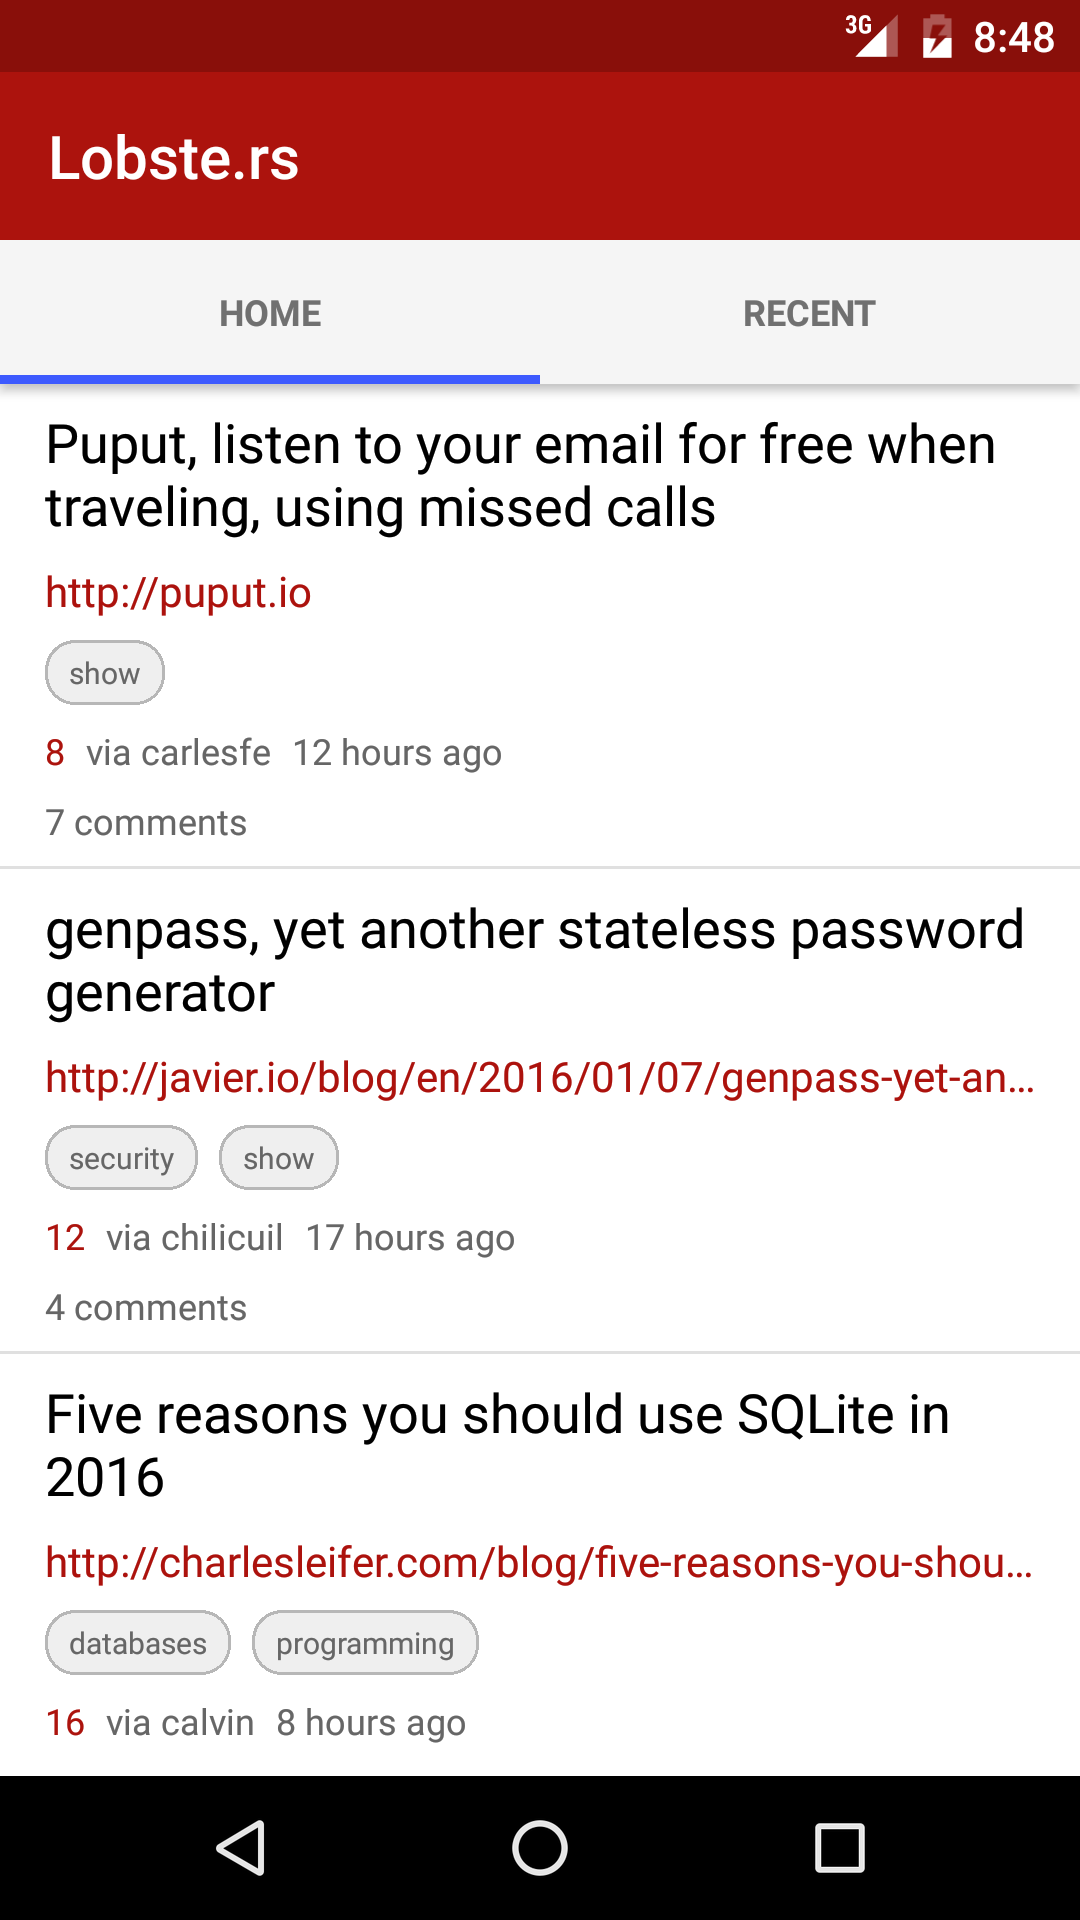 3G 8:48
Lobste.rs
HOME RECENT
Puput, listen to your email for free when
traveling, using missed calls
http://puput.io
show
8 via carlesfe 12 hours ago
7 comments
genpass, yet another stateless password
generator
http://javier.io/blog/en/2016/01/07/genpass-yet-an…
security show
12 via chilicuil 17 hours ago
4 comments
Five reasons you should use SQLite in
2016
http://charlesleifer.com/blog/five-reasons-you-shou…
databases programming
16 via calvin 8 hours ago